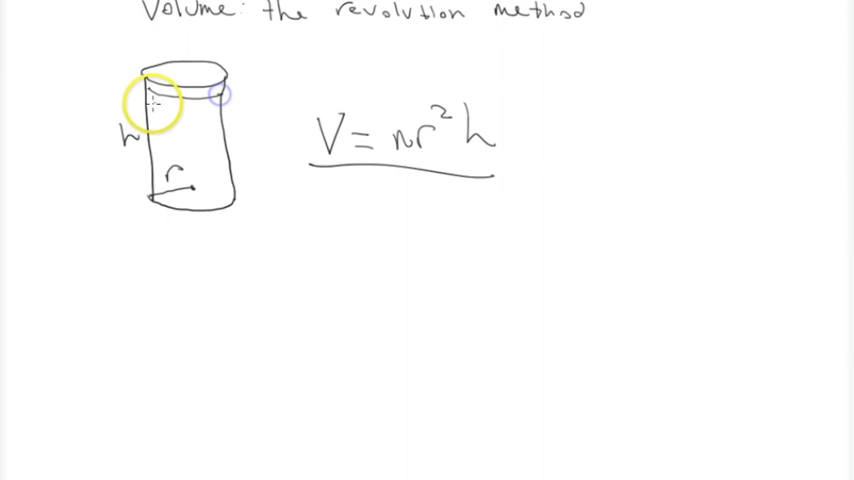 Volume: the revolution method
h
r
V = πr²h